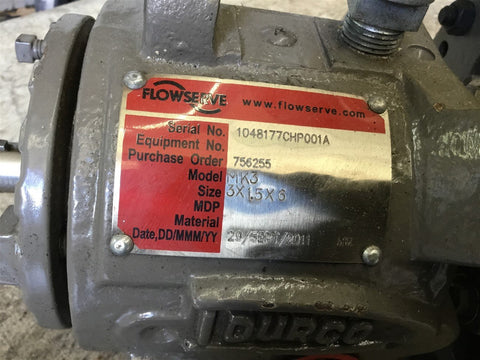 FLOWSERVE www.flowserve.com
Serial No. 1048177CHP001A
Equipment No.
Purchase Order 756255
Model MK3
Size 3X1.5X6
MDP
Material
Date,DD/MMM/YY 20/SEPT/2011
DURCO